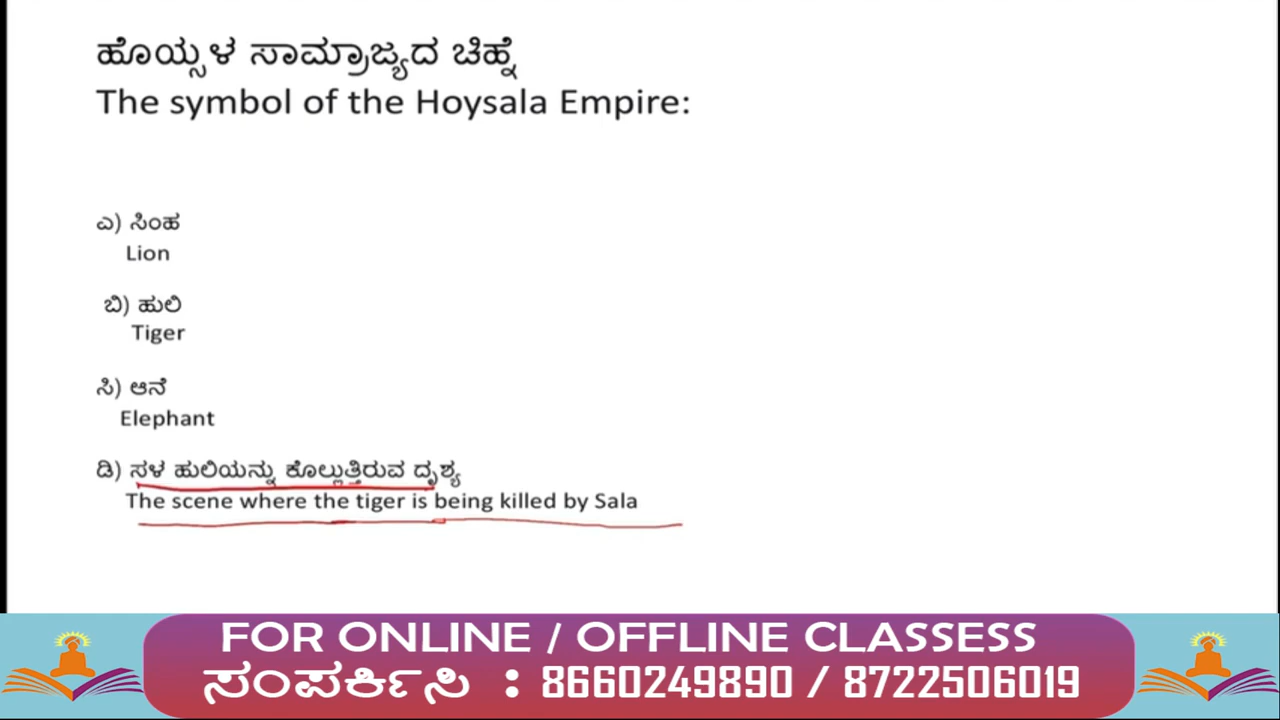 ಹೊಯ್ಸಳ ಸಾಮ್ರಾಜ್ಯದ ಚಿಹ್ನೆ
The symbol of the Hoysala Empire:
ಎ) ಸಿಂಹ
Lion
ಬಿ) ಹುಲಿ
Tiger
ಸಿ) ಆನೆ
Elephant
ಡಿ) ಸಳ ಹುಲಿಯನ್ನು ಕೊಲ್ಲುತ್ತಿರುವ ದೃಶ್ಯ
The scene where the tiger is being killed by Sala
FOR ONLINE / OFFLINE CLASSESS
ಸಂಪರ್ಕಿಸಿ : 8660249890 / 8722506019